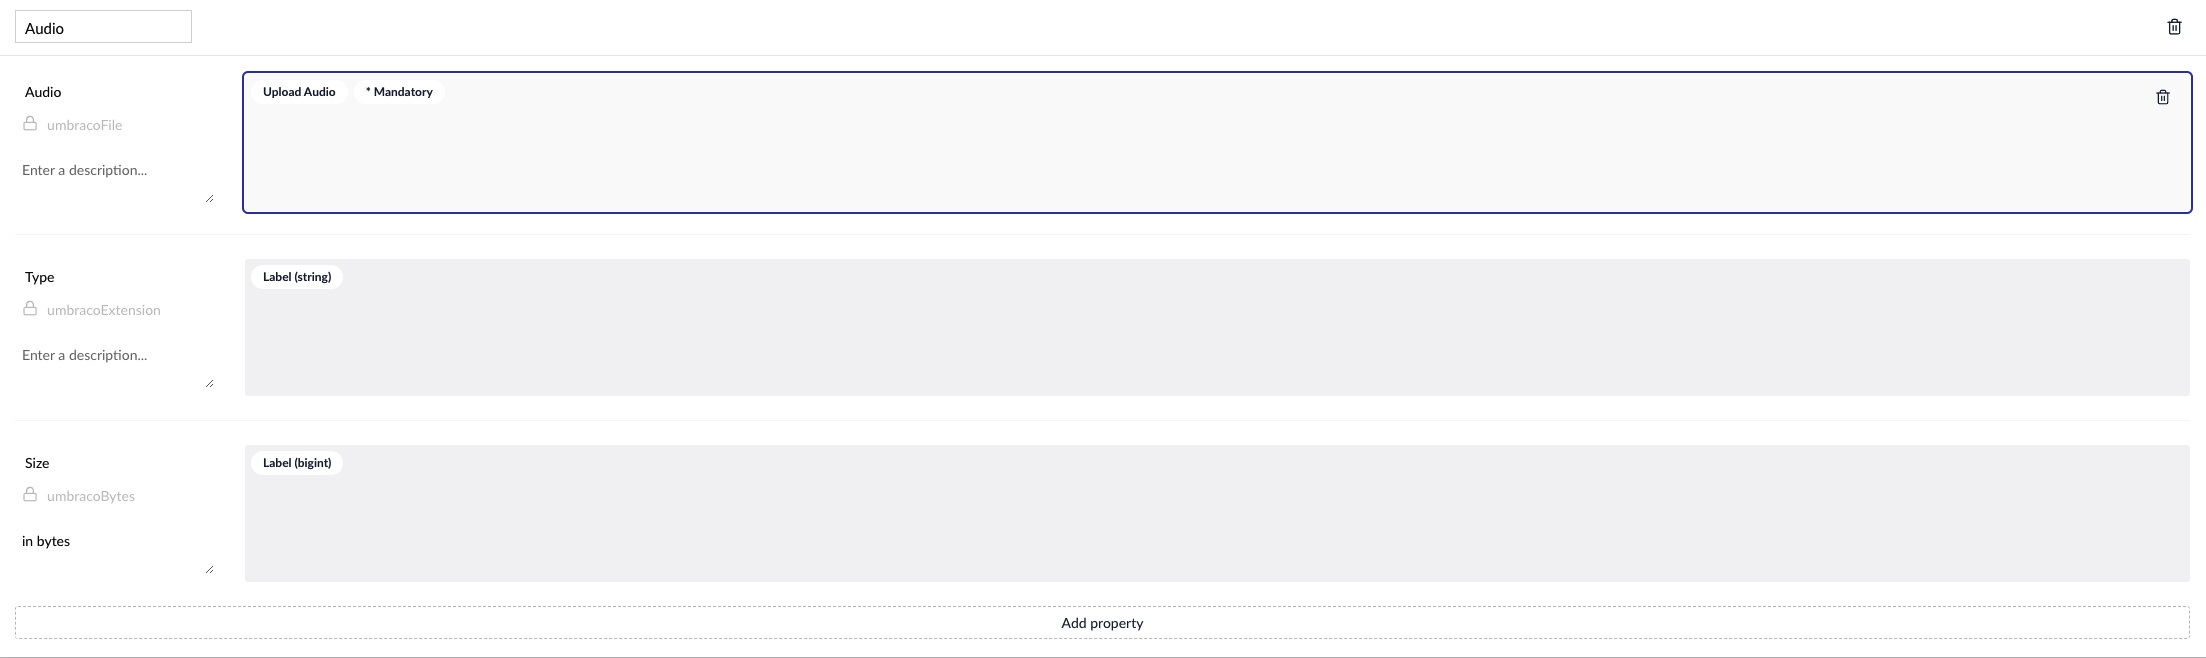 Audio
Audio
umbracoFile
Enter a description...
Upload Audio * Mandatory
Type
umbracoExtension
Enter a description...
Label (string)
Size
umbracoBytes
in bytes
Label (bigint)
Add property